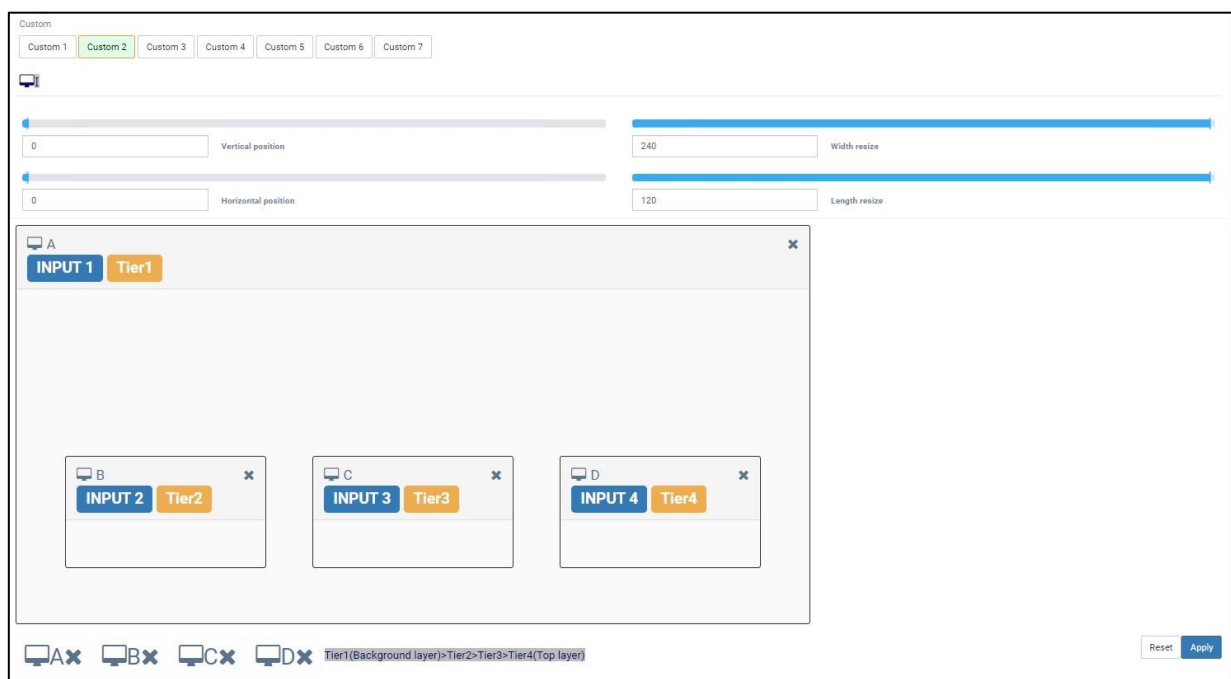 Custom
Custom 1 Custom 2 Custom 3 Custom 4 Custom 5 Custom 6 Custom 7
0 Vertical position 240 Width resize
0 Horizontal position 120 Length resize
A
INPUT 1 Tier1
B C D
INPUT 2 Tier2 INPUT 3 Tier3 INPUT 4 Tier4
A B C D Tier1(Background layer)>Tier2>Tier3>Tier4(Top layer) Reset Apply